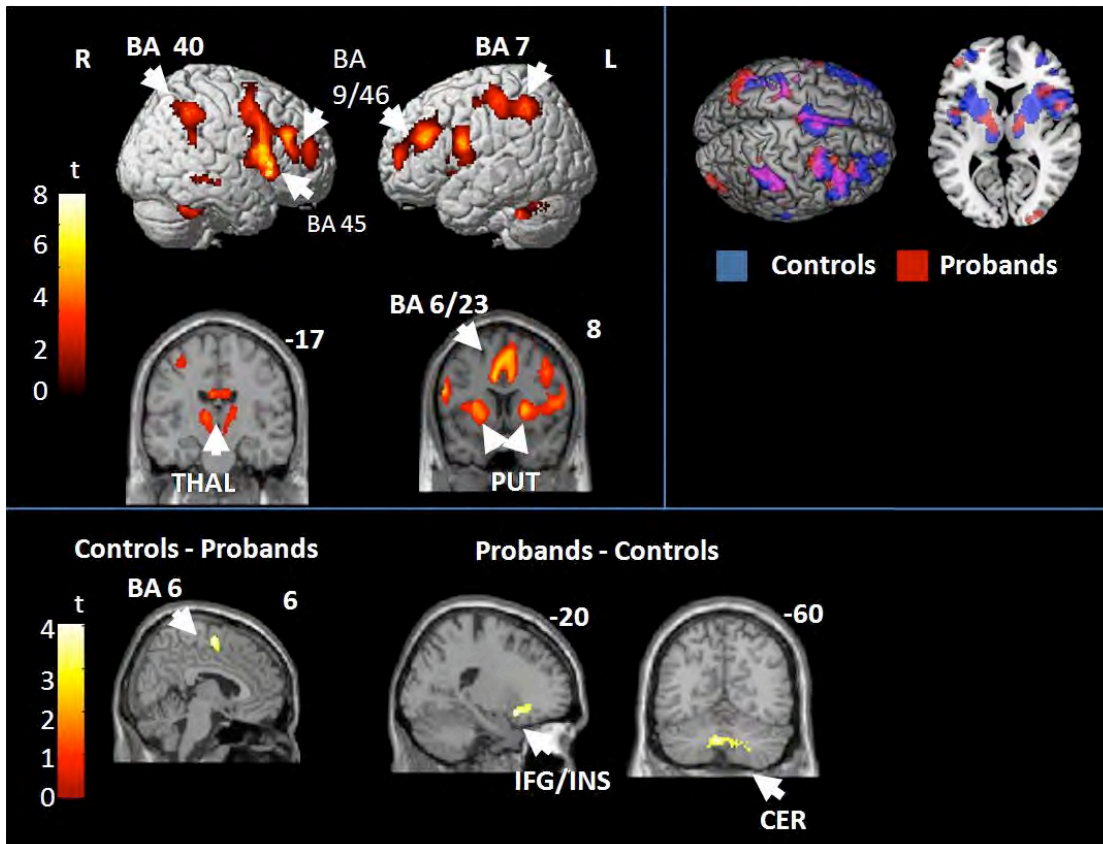 R
BA 40
BA
9/46
BA 7
L
t
8
6
4
2
0
BA 45
-17
THAL
BA 6/23
8
PUT
Controls
Probands
Controls - Probands
BA 6
6
t
4
3
2
1
0
Probands - Controls
-20
IFG/INS
-60
CER